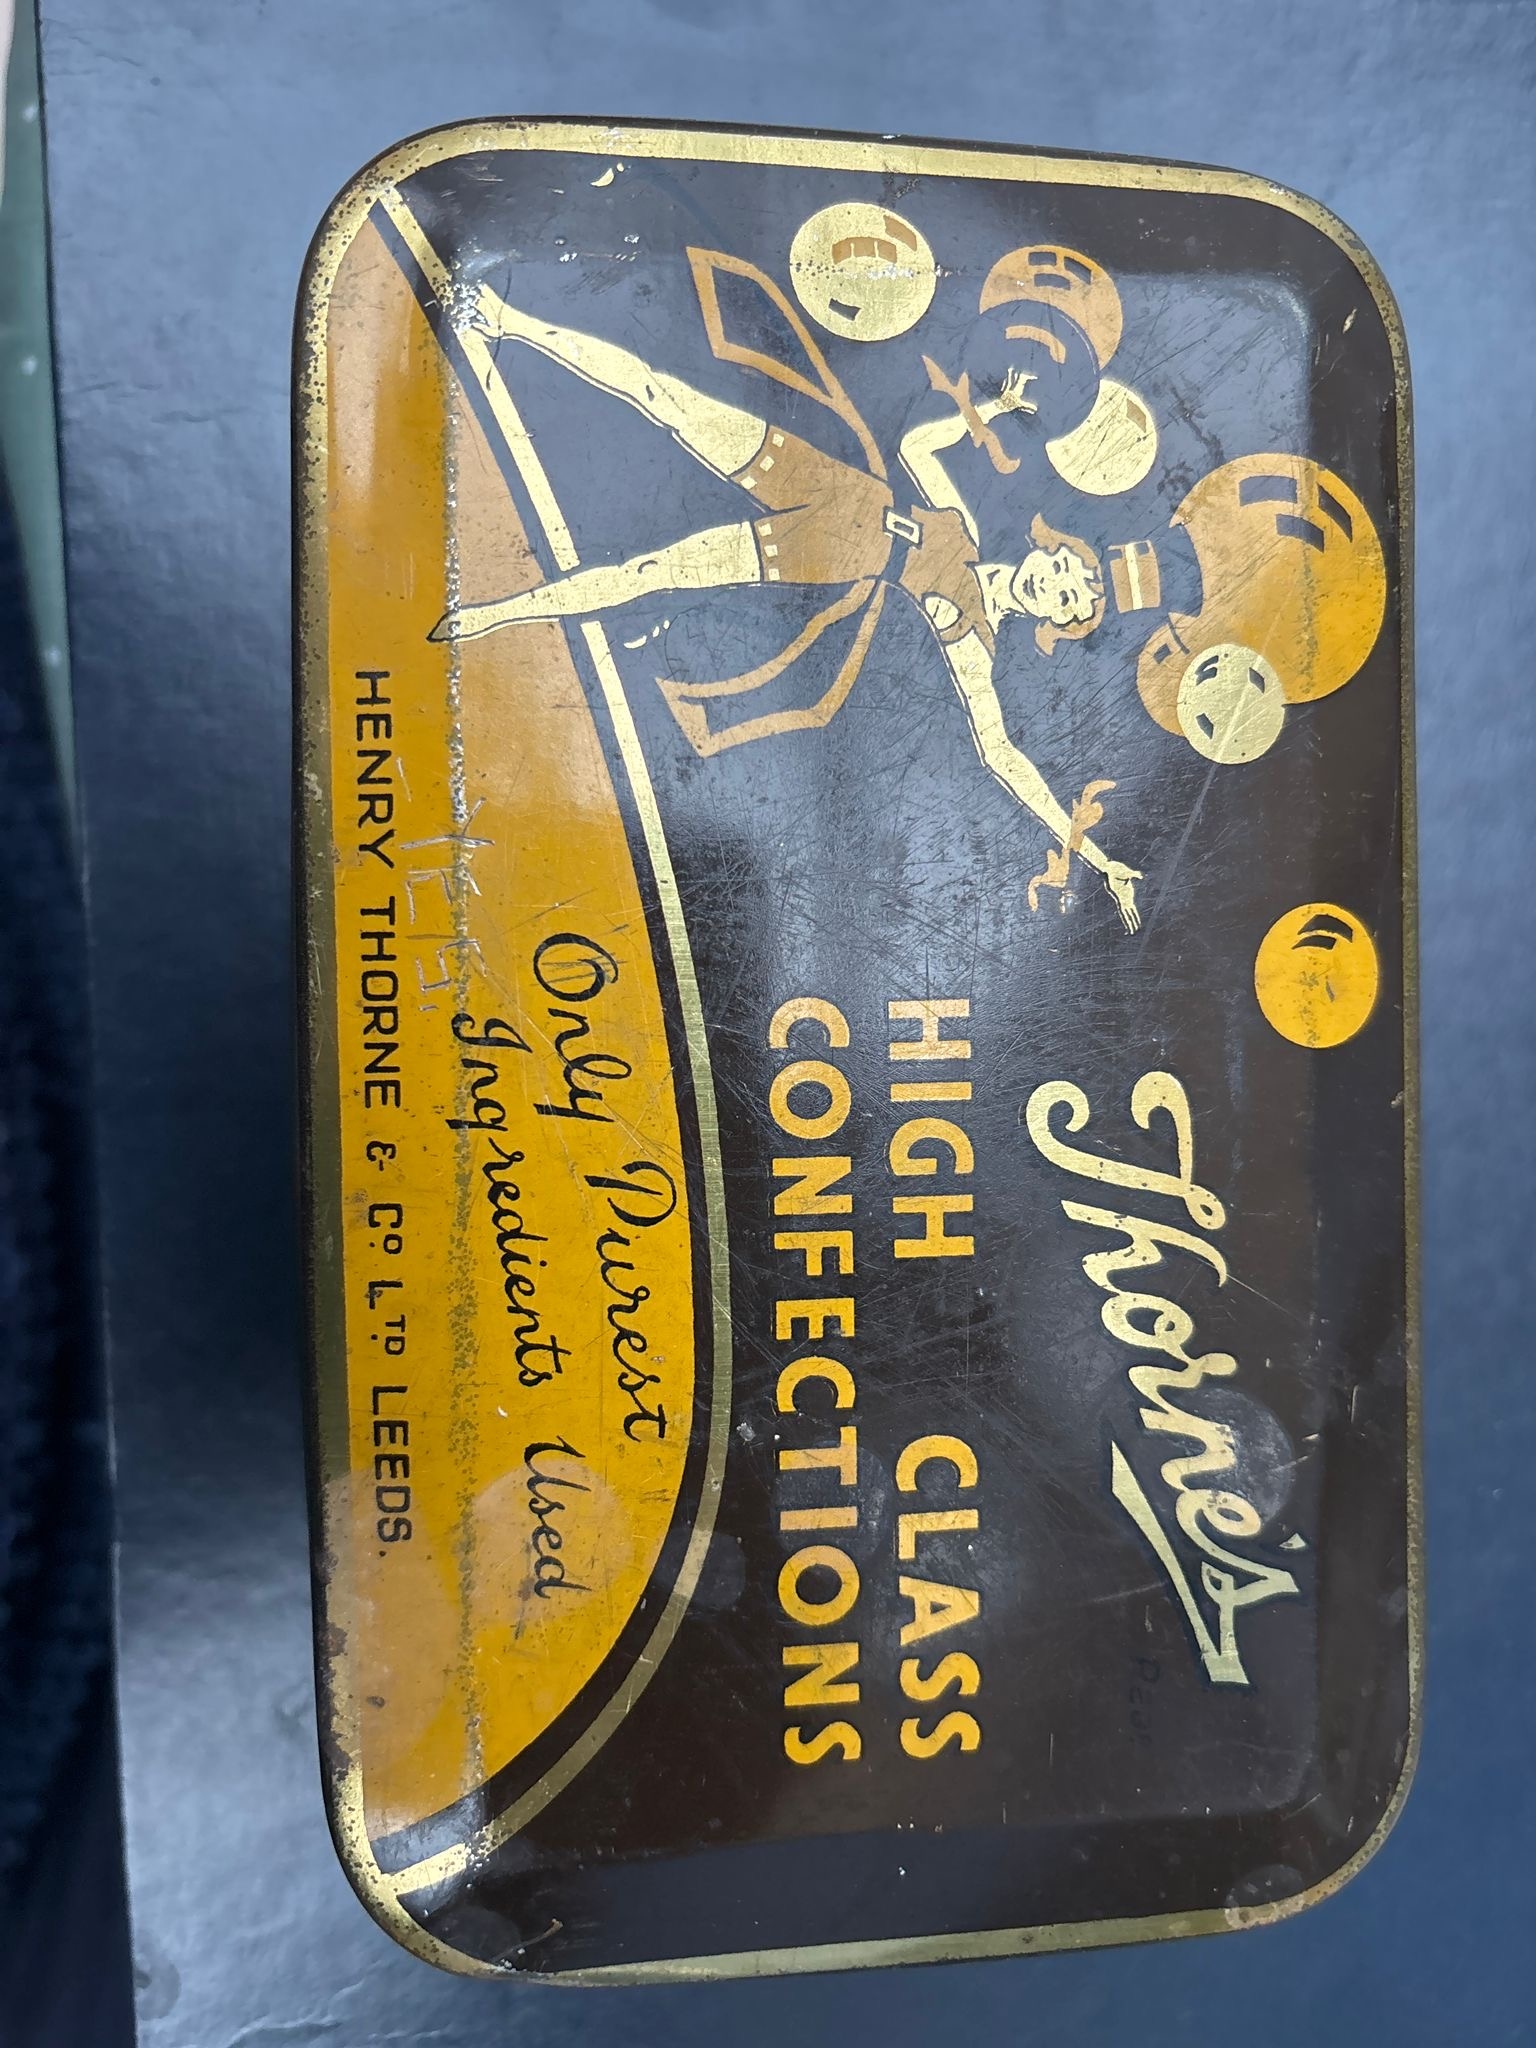 Thorne's
HIGH CLASS
CONFECTIONS
Only Purest
Ingredients Used
HENRY THORNE & Co LTD LEEDS.